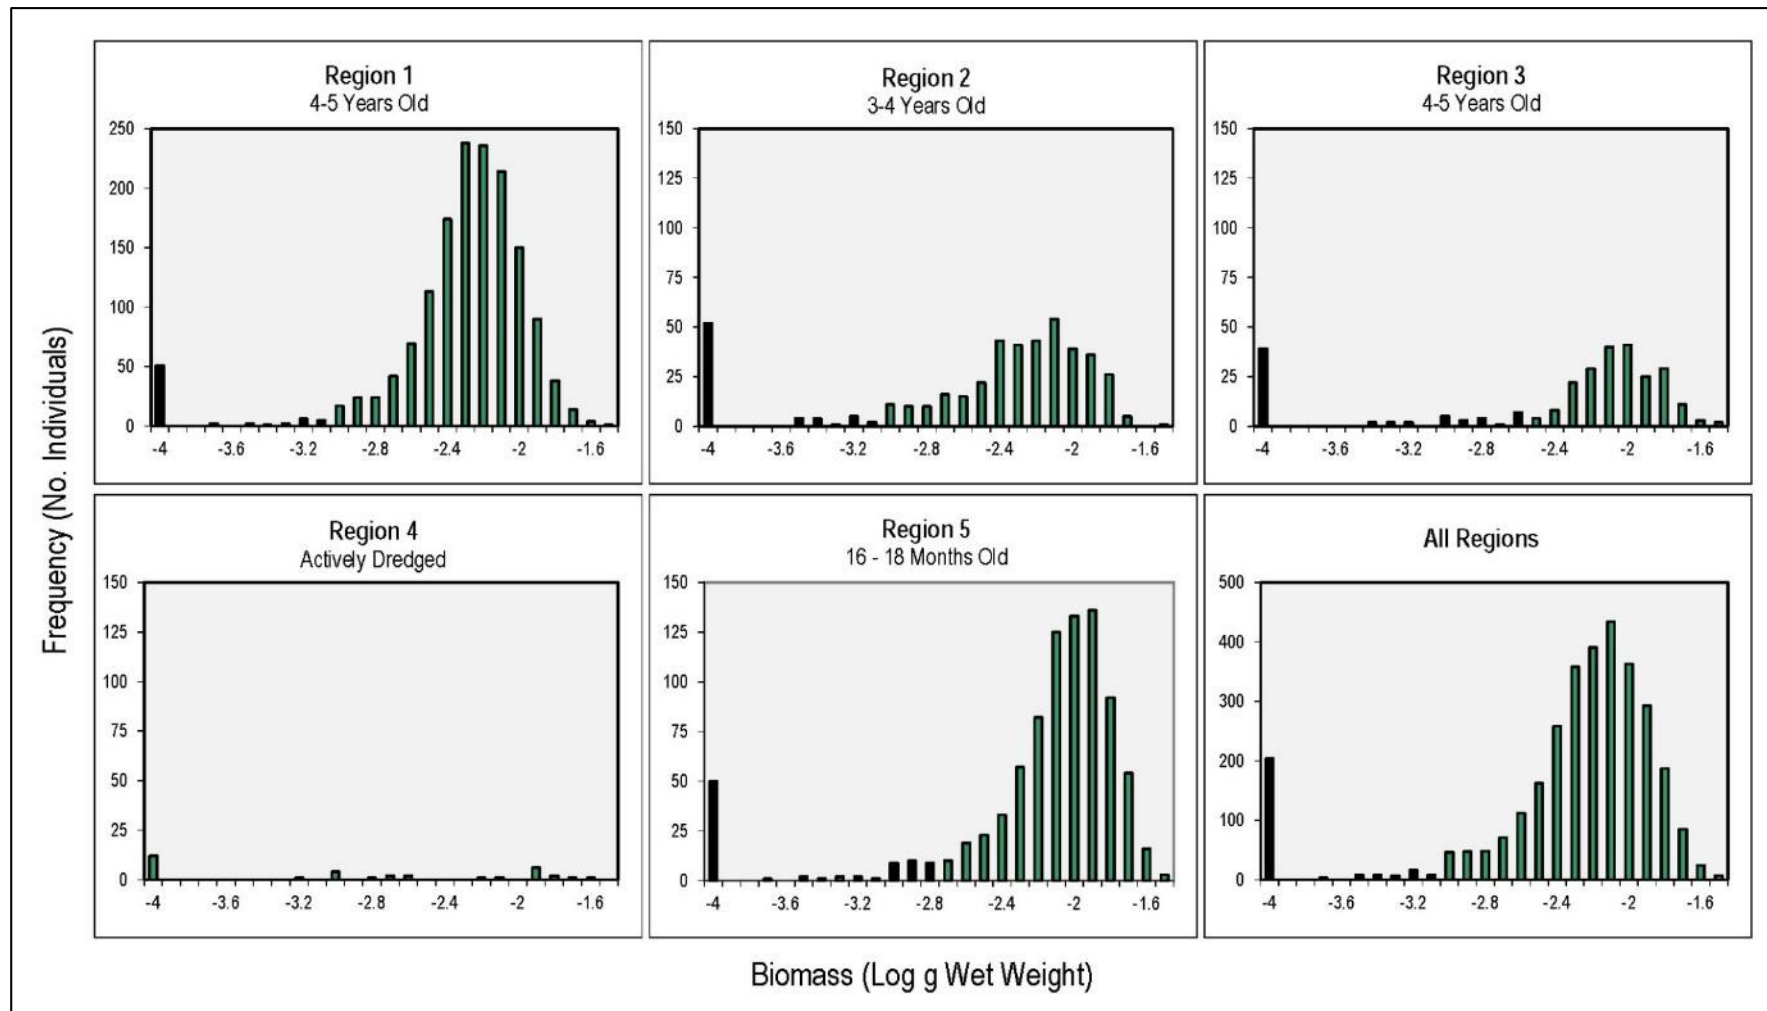 Region 1
4-5 Years Old
250
200
150
100
50
0
-4 -3.6 -3.2 -2.8 -2.4 -2 -1.6
Region 2
3-4 Years Old
150
125
100
75
50
25
0
-4 -3.6 -3.2 -2.8 -2.4 -2 -1.6
Region 3
4-5 Years Old
150
125
100
75
50
25
0
-4 -3.6 -3.2 -2.8 -2.4 -2 -1.6
Region 4
Actively Dredged
150
125
100
75
50
25
0
-4 -3.6 -3.2 -2.8 -2.4 -2 -1.6
Region 5
16 - 18 Months Old
150
125
100
75
50
25
0
-4 -3.6 -3.2 -2.8 -2.4 -2 -1.6
All Regions
500
400
300
200
100
0
-4 -3.6 -3.2 -2.8 -2.4 -2 -1.6
Frequency (No. Individuals)
Biomass (Log g Wet Weight)